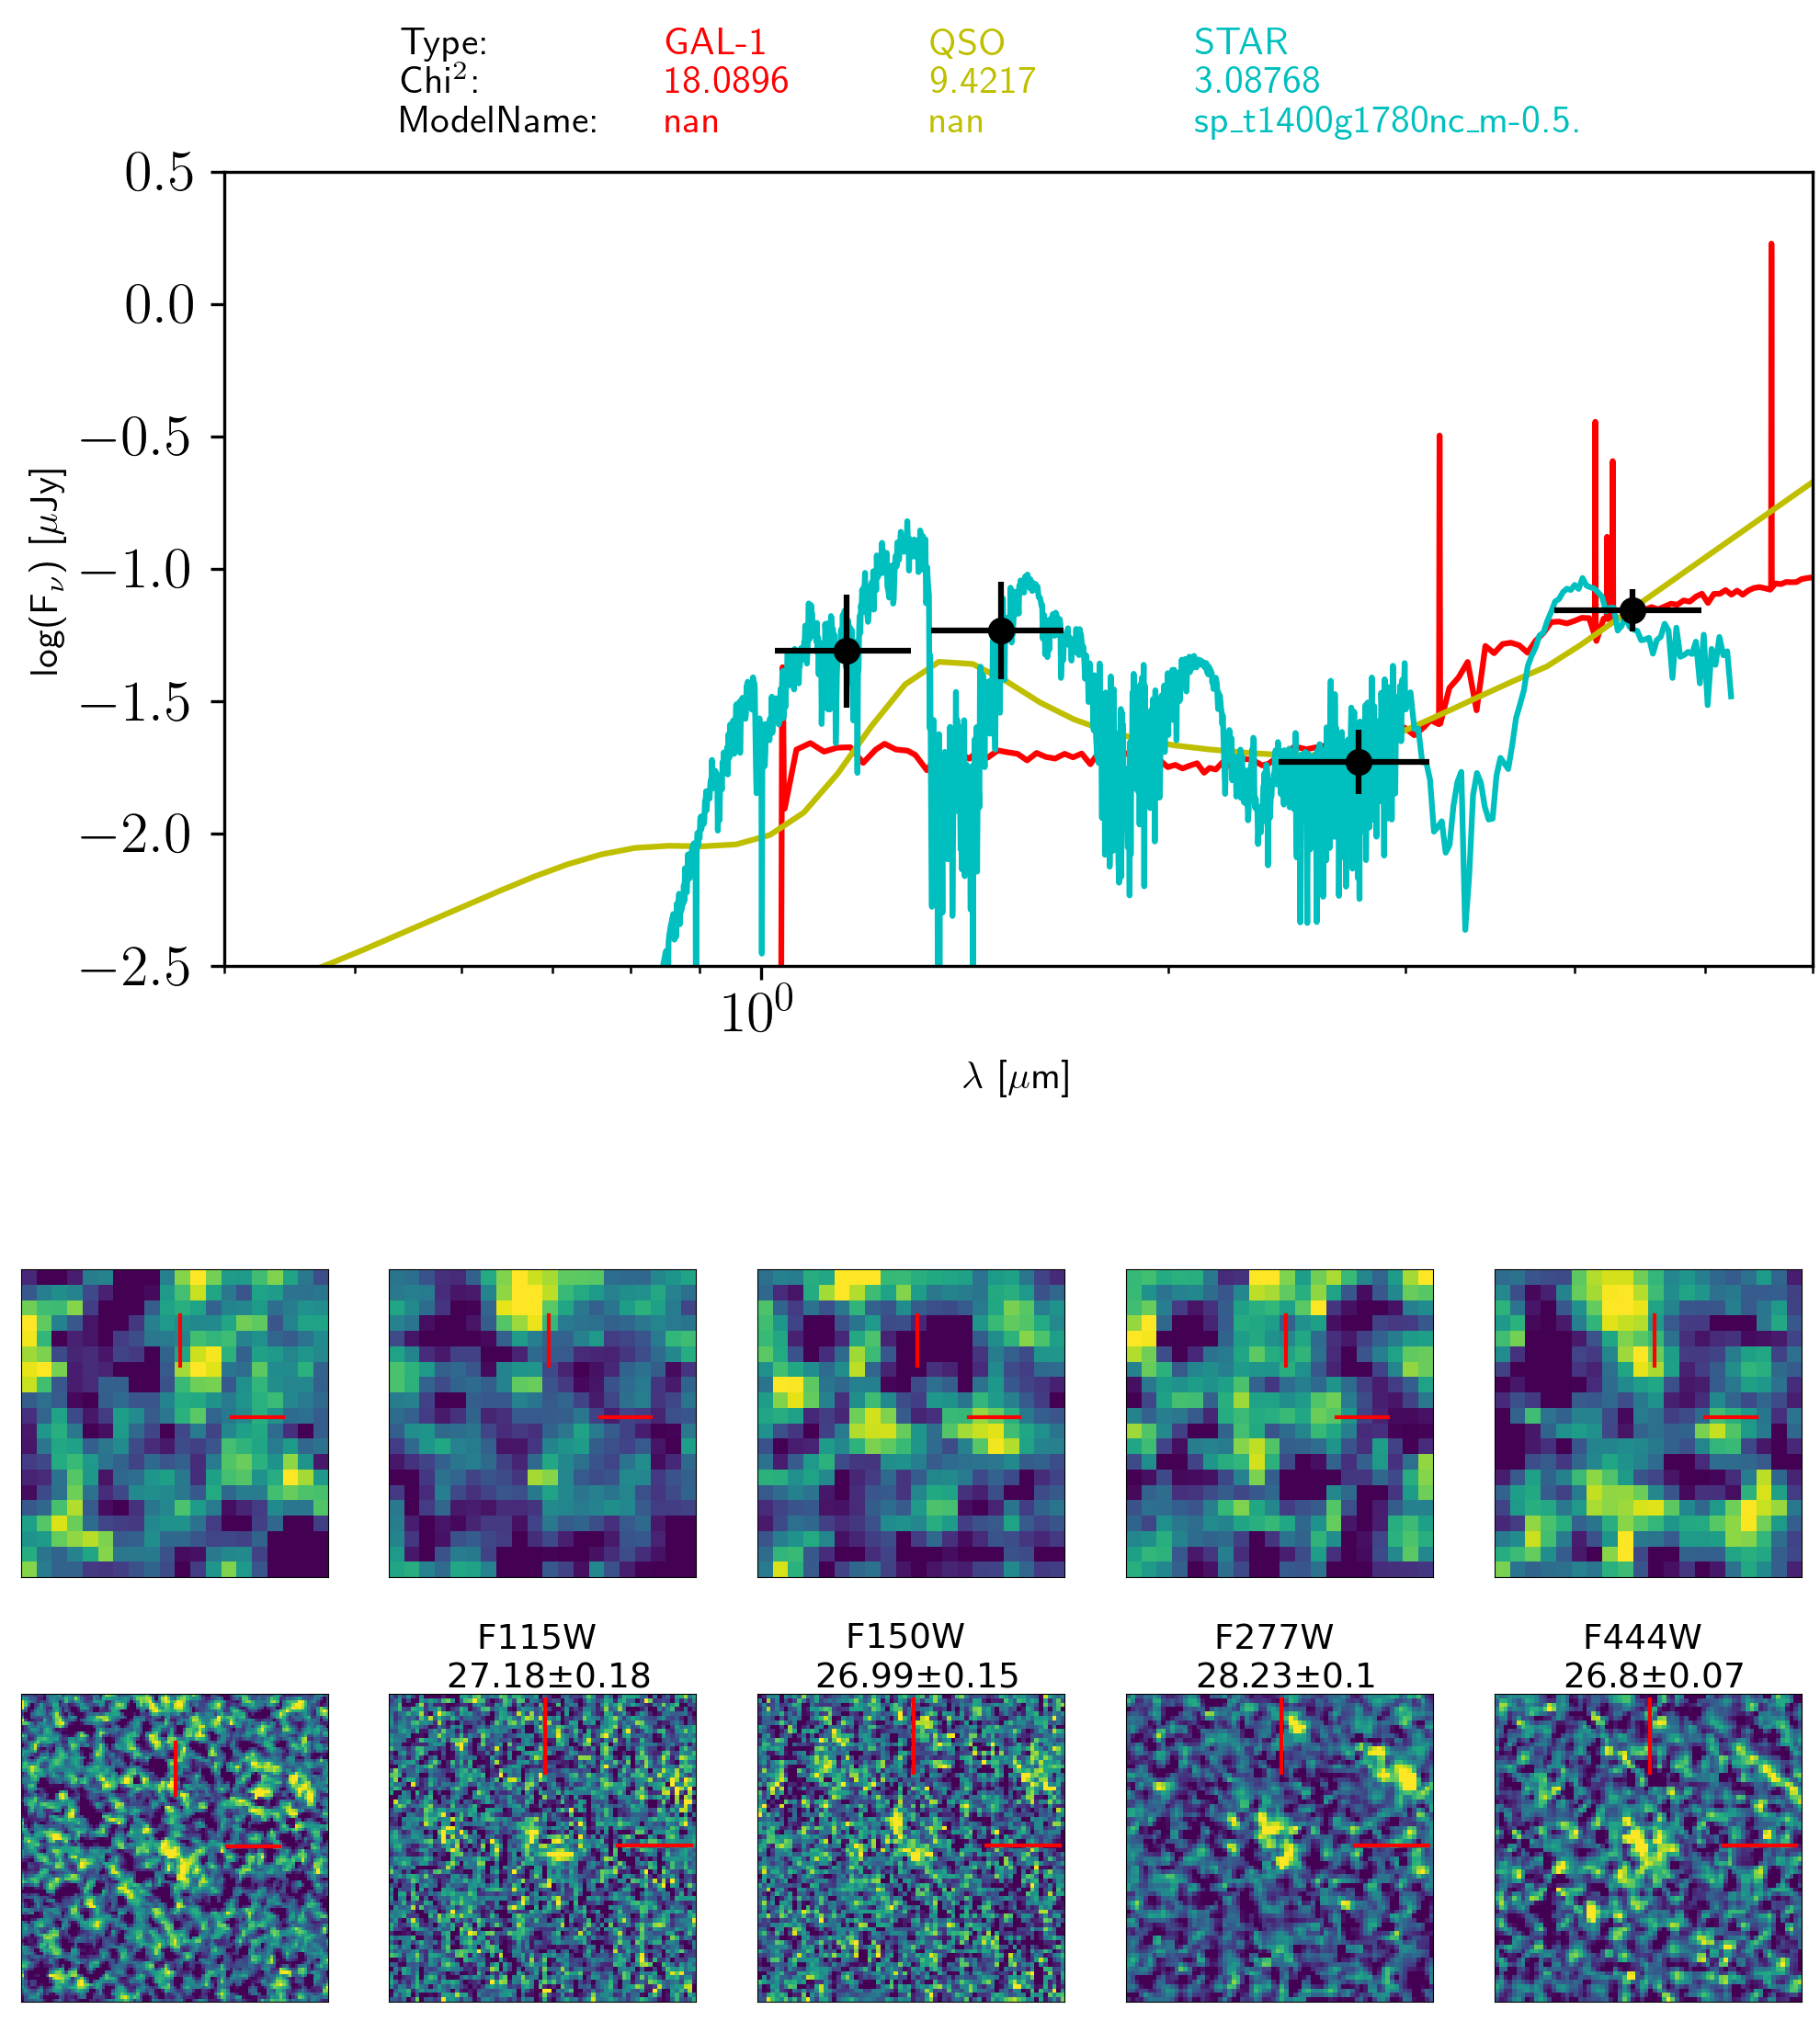 Type: GAL-1 QSO STAR
Chi²: 18.0896 9.4217 3.08768
ModelName: nan nan sp_t1400g1780nc_m-0.5.
0.5
0.0
−0.5
−1.0
−1.5
−2.0
−2.5
log(Fν) [μJy]
10⁰
λ [μm]
F115W F150W F277W F444W
27.18±0.18 26.99±0.15 28.23±0.1 26.8±0.07